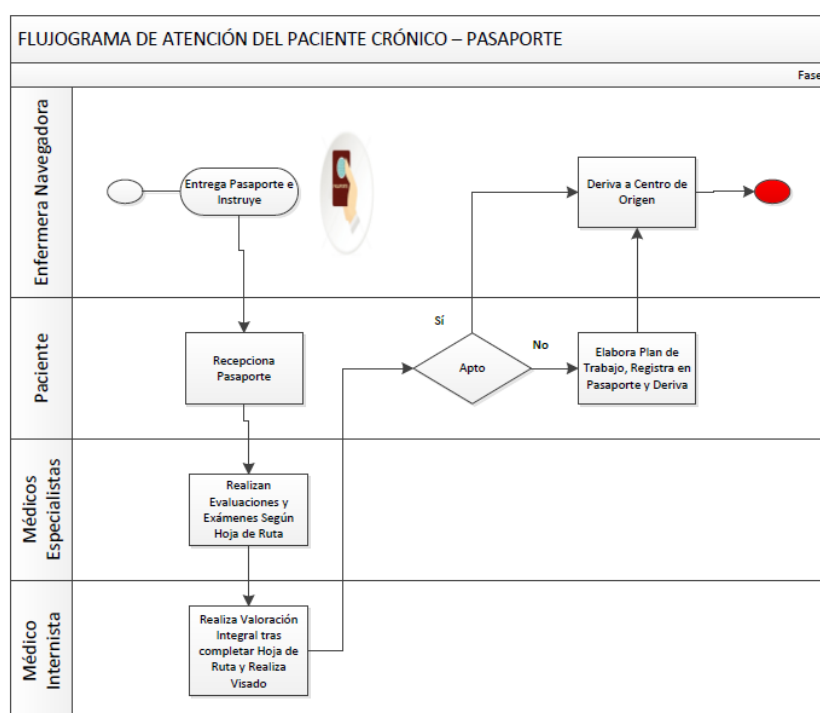 FLUJOGRAMA DE ATENCIÓN DEL PACIENTE CRÓNICO – PASAPORTE
Fase
Enfermera Navegadora
Entrega Pasaporte e
Instruye
Deriva a Centro de
Origen
Paciente
Recepciona
Pasaporte
Sí
Apto
No
Elabora Plan de
Trabajo, Registra en
Pasaporte y Deriva
Médicos
Especialistas
Realizan
Evaluaciones y
Exámenes Según
Hoja de Ruta
Médico
Internista
Realiza Valoración
Integral tras
completar Hoja de
Ruta y Realiza
Visado